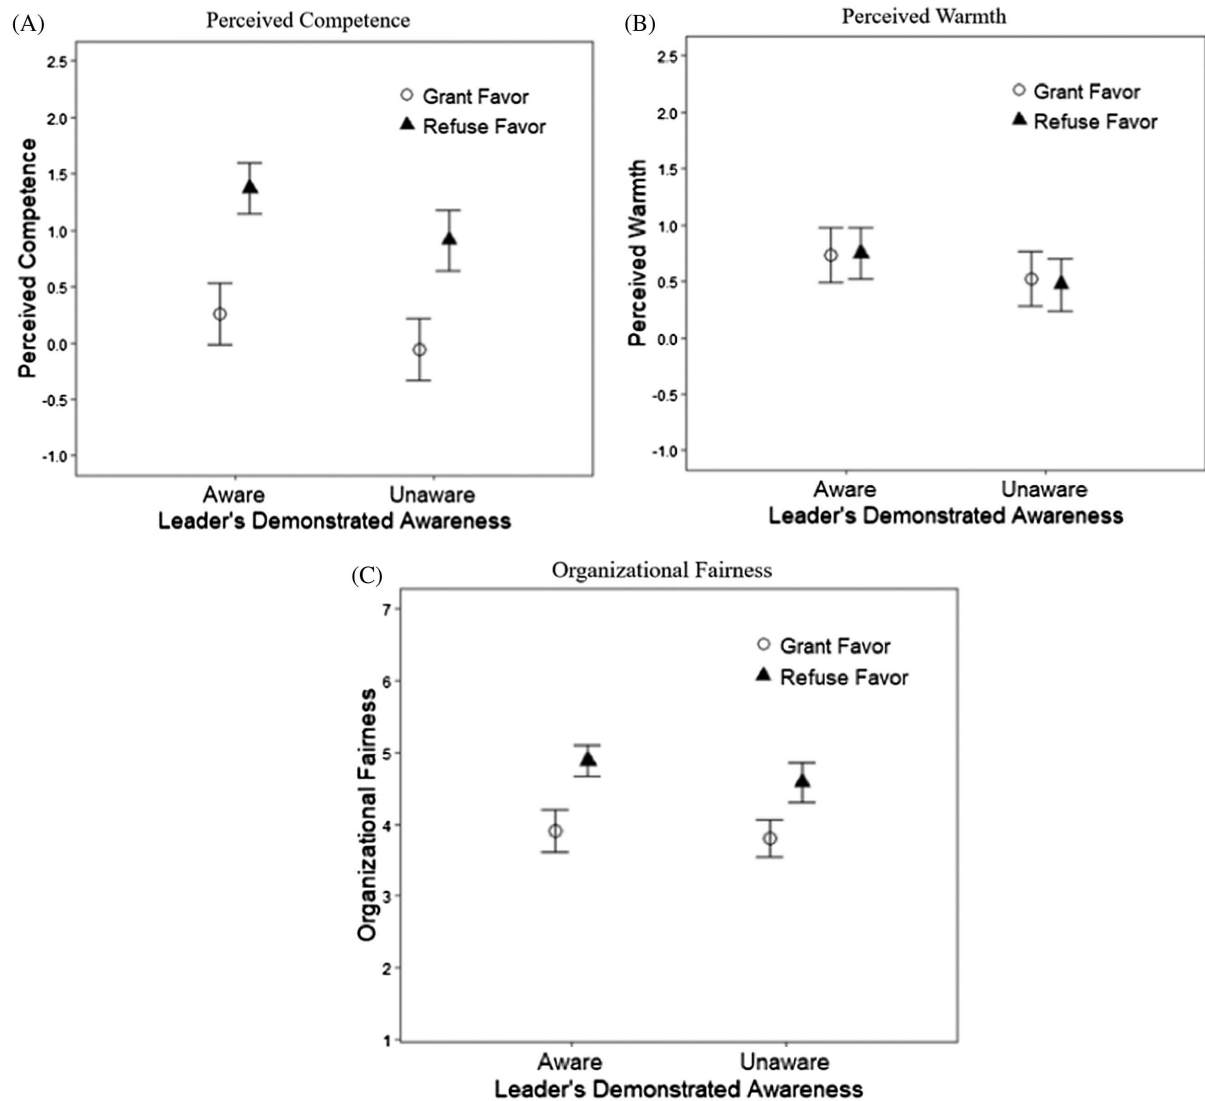 (A)
Perceived Competence
2.5
2.0
1.5
1.0
0.5
0.0
-0.5
-1.0
Perceived Competence
Grant Favor
Refuse Favor
Aware
Unaware
Leader's Demonstrated Awareness
(B)
Perceived Warmth
2.5
2.0
1.5
1.0
0.5
0.0
-0.5
-1.0
Perceived Warmth
Grant Favor
Refuse Favor
Aware
Unaware
Leader's Demonstrated Awareness
(C)
Organizational Fairness
7
6
5
4
3
2
1
Organizational Fairness
Grant Favor
Refuse Favor
Aware
Unaware
Leader's Demonstrated Awareness